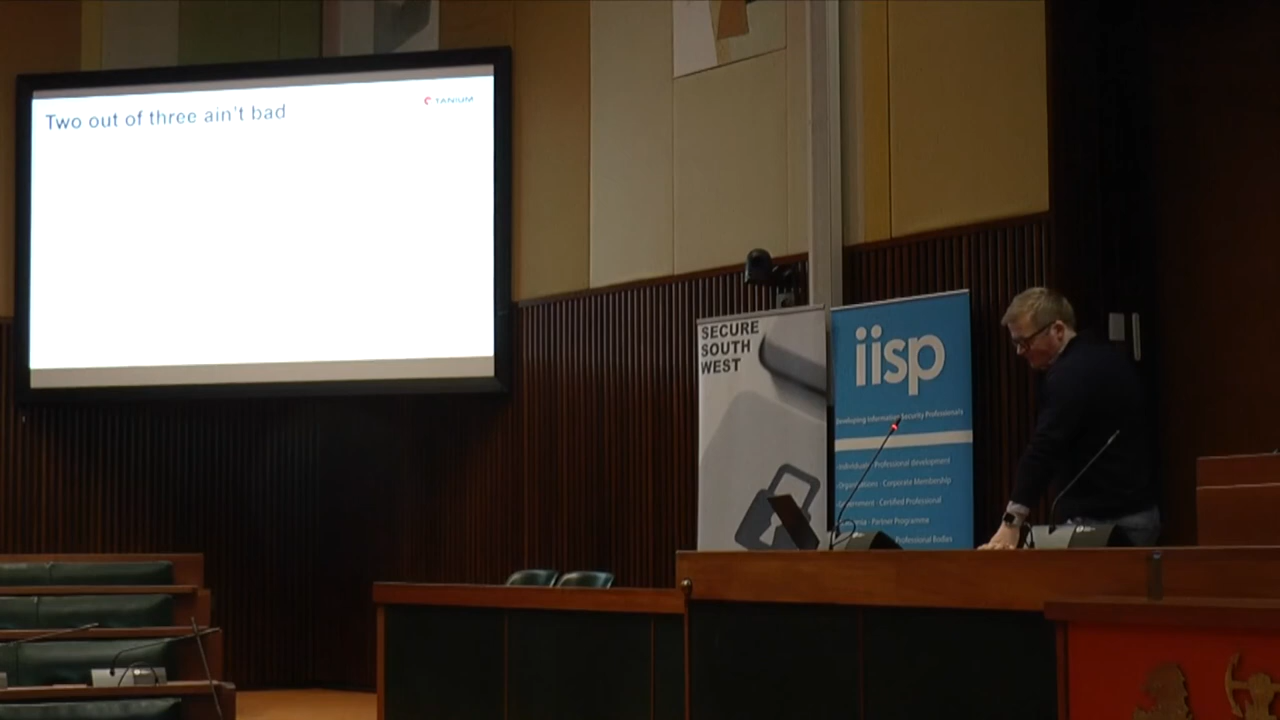 Two out of three ain't bad
TANIUM
SECURE
SOUTH
WEST
iisp
Developing Information Security Professionals
Individuals - Professional development
Organisations - Corporate Membership
Government - Certified Professional
- Partner Programme
Professional Bodies